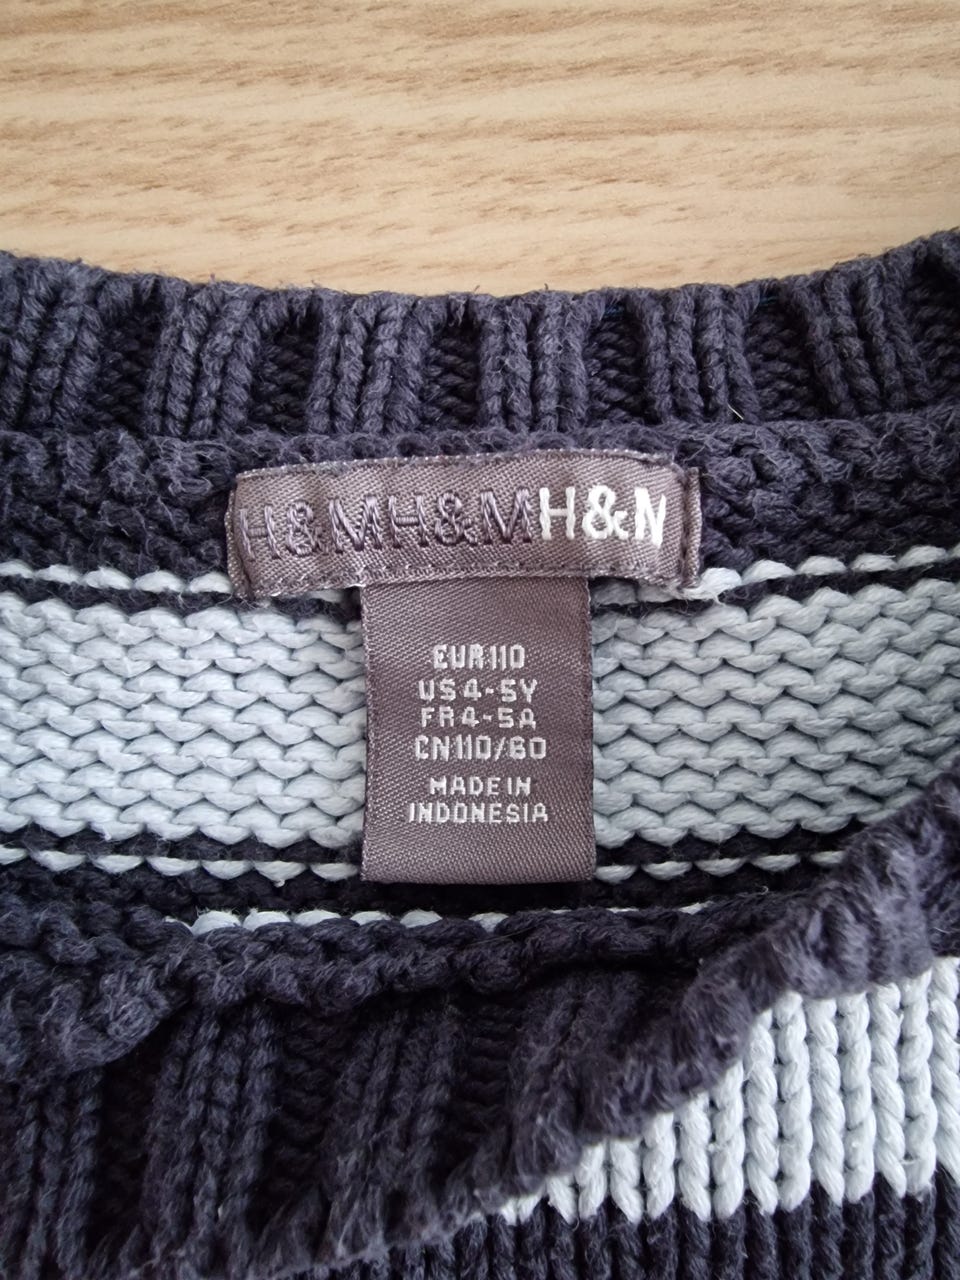 H&MH&MH&M
EUR110
US4-5Y
FR4-5A
CN110/60
MADE IN
INDONESIA